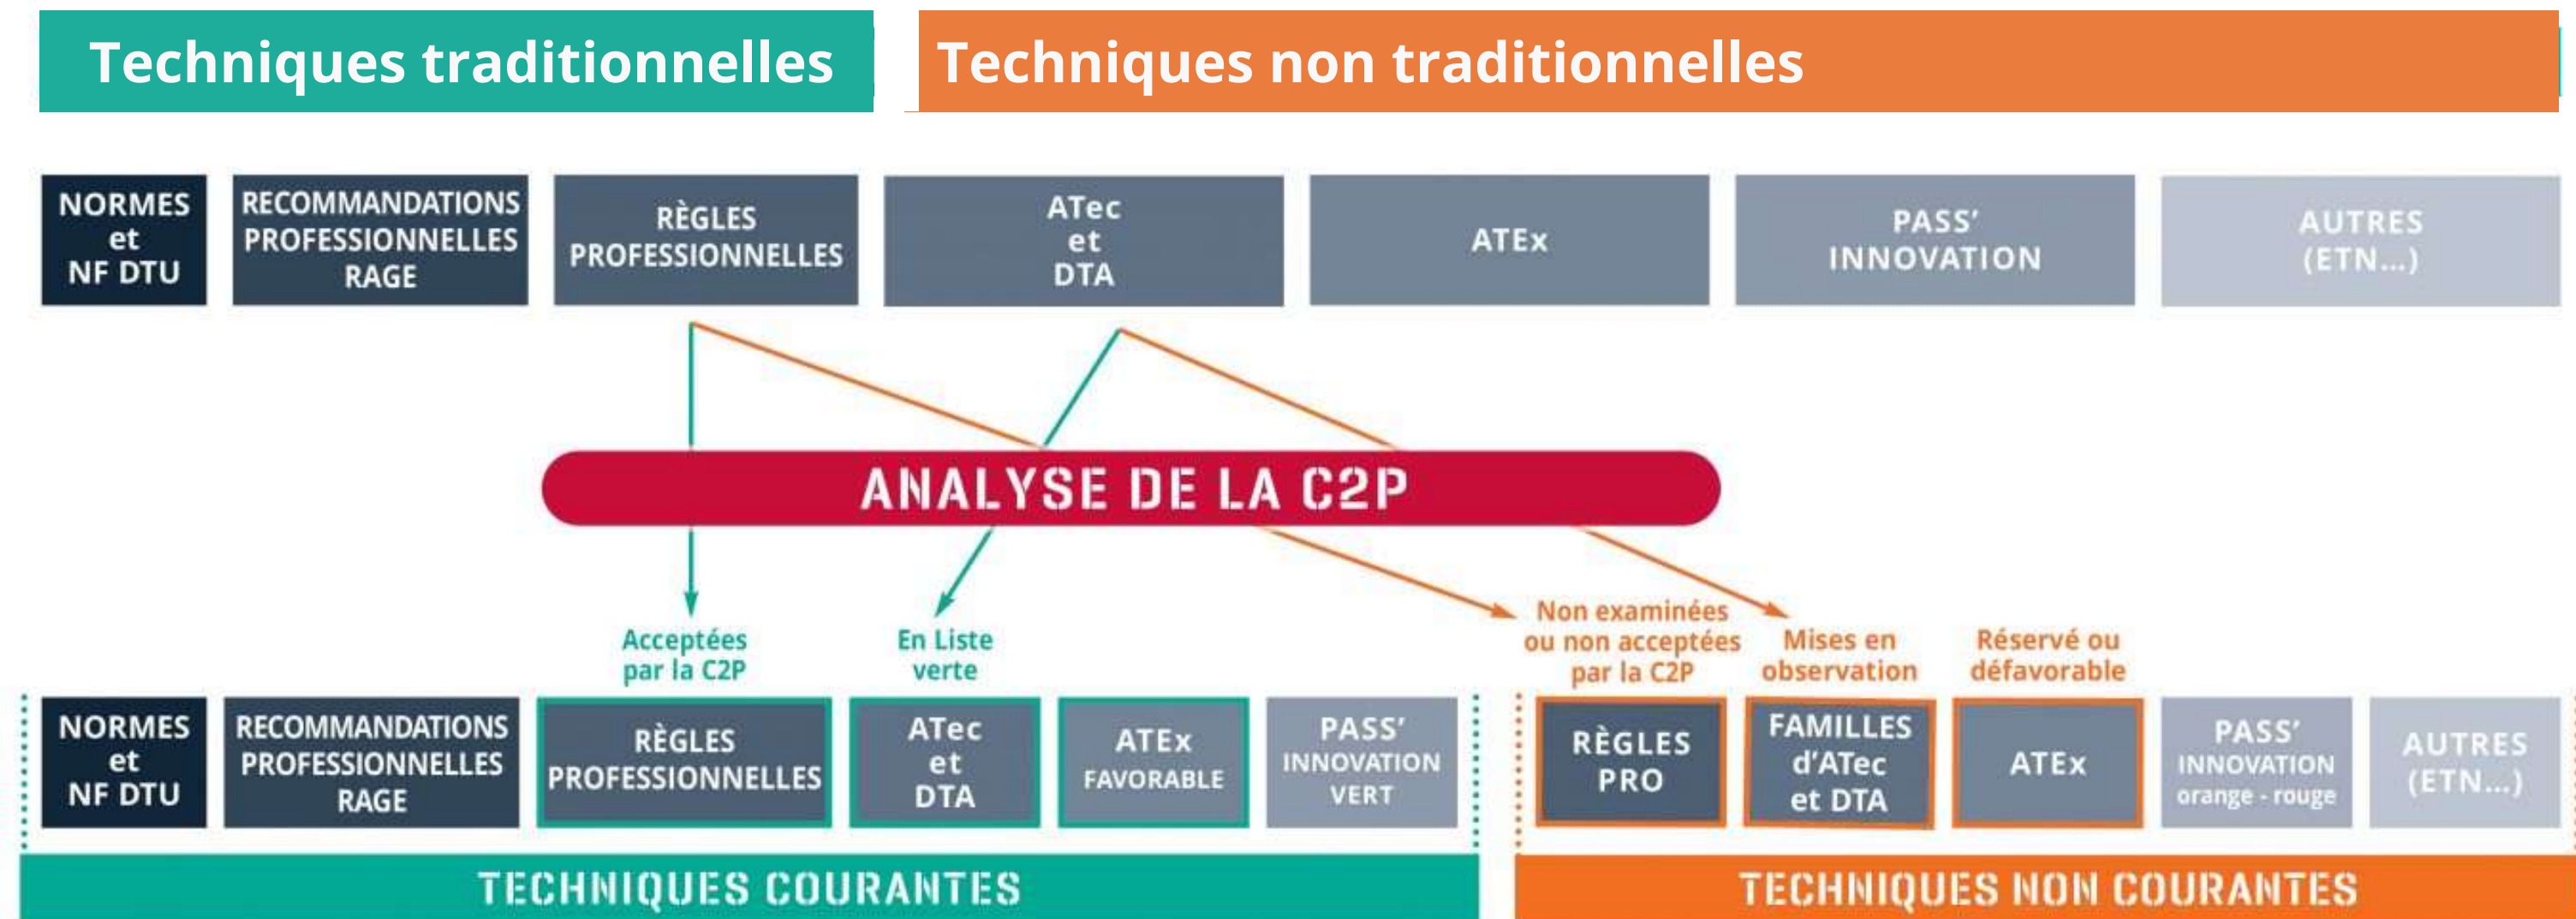 Techniques traditionnelles
Techniques non traditionnelles
NORMES
et
NF DTU
RECOMMANDATIONS
PROFESSIONNELLES
RAGE
RÈGLES
PROFESSIONNELLES
ATec
et
DTA
ATEx
PASS'
INNOVATION
AUTRES
(ETN...)
ANALYSE DE LA C2P
Acceptées
par la C2P
En Liste
verte
Non examinées
ou non acceptées
par la C2P
Mises en
observation
Réservé ou
défavorable
NORMES
et
NF DTU
RECOMMANDATIONS
PROFESSIONNELLES
RAGE
RÈGLES
PROFESSIONNELLES
ATec
et
DTA
ATEx
FAVORABLE
PASS'
INNOVATION
VERT
RÈGLES
PRO
FAMILLES
d'ATec
et DTA
ATEx
PASS'
INNOVATION
orange - rouge
AUTRES
(ETN...)
TECHNIQUES COURANTES
TECHNIQUES NON COURANTES